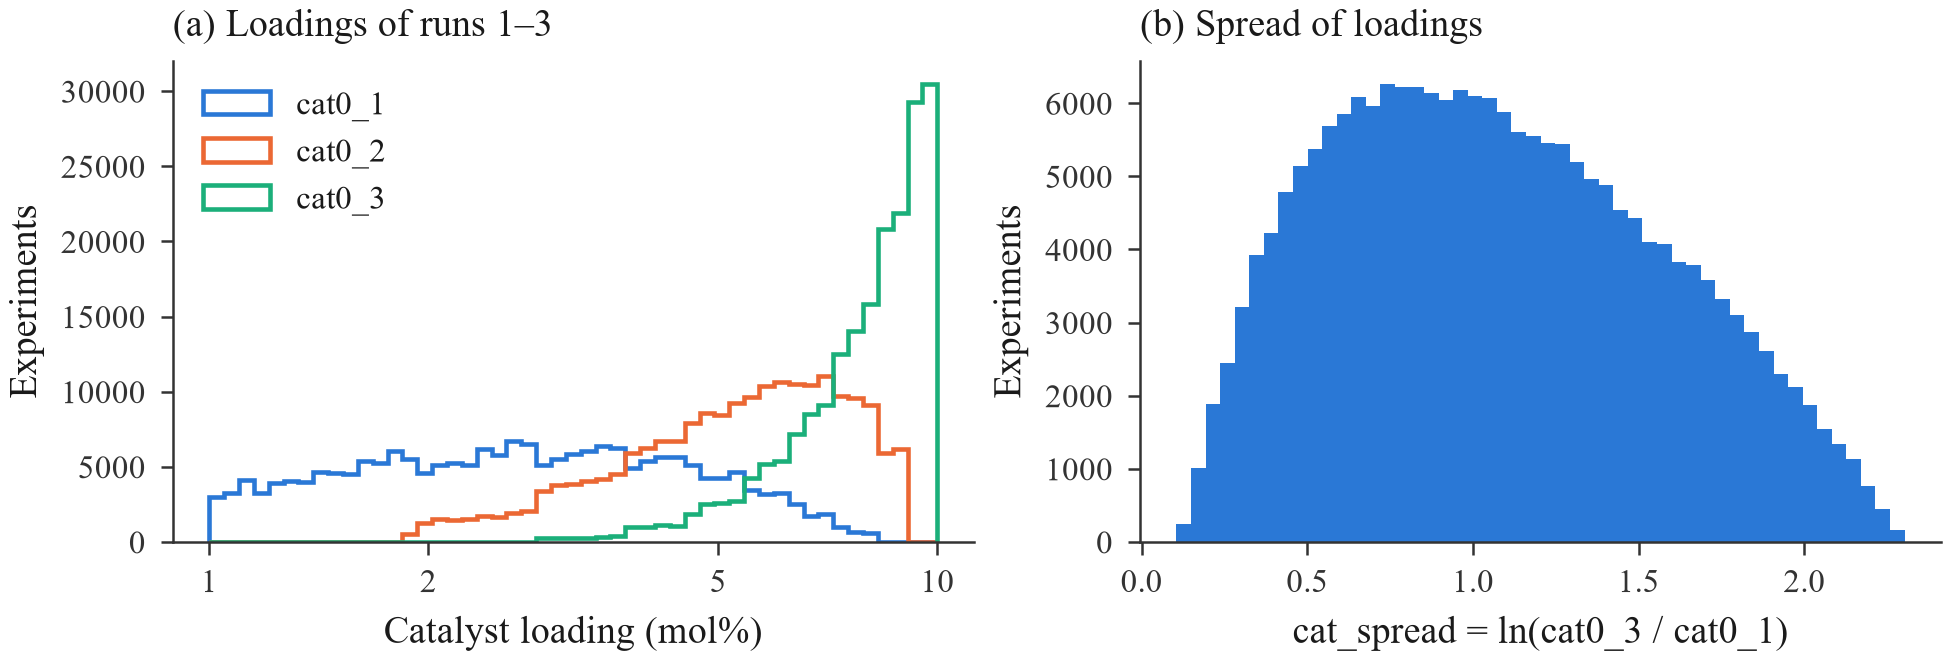 (a) Loadings of runs 1–3
30000
25000
20000
15000
10000
5000
0
Experiments
cat0_1
cat0_2
cat0_3
1
2
5
10
Catalyst loading (mol%)
(b) Spread of loadings
6000
5000
4000
3000
2000
1000
0
Experiments
0.0
0.5
1.0
1.5
2.0
cat_spread = ln(cat0_3 / cat0_1)